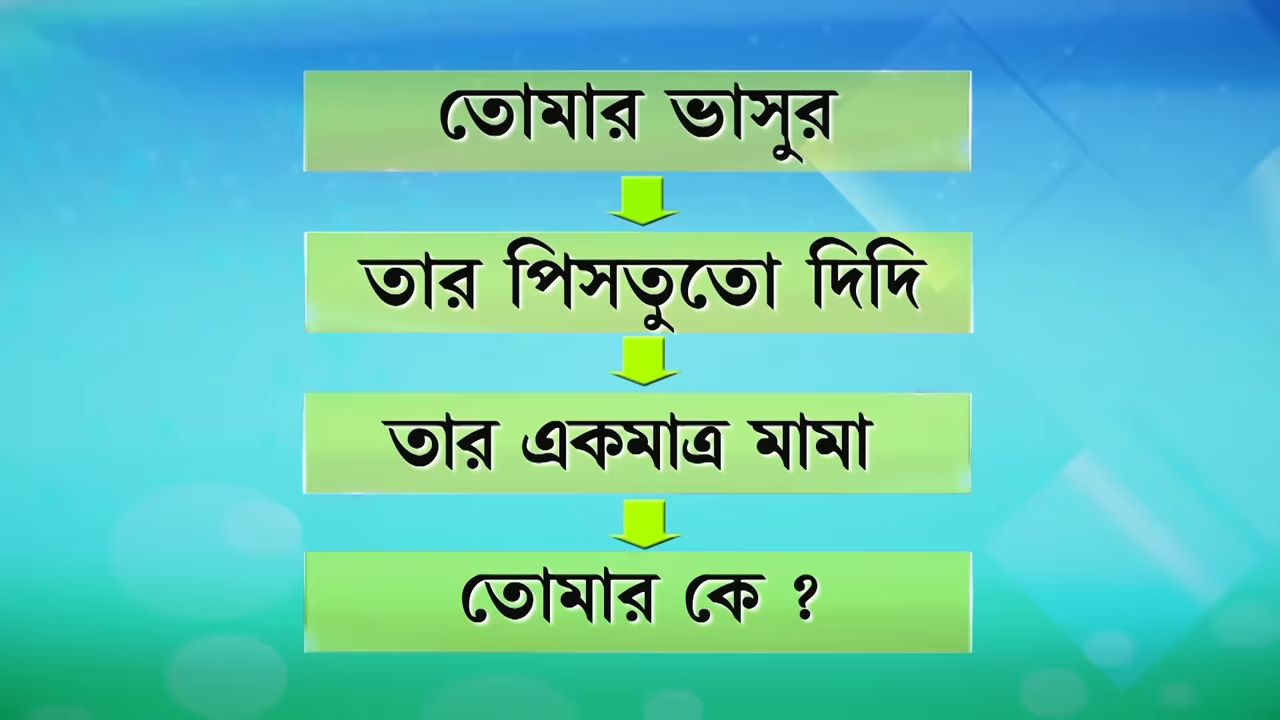 তোমার ভাসুর
তার পিসতুতো দিদি
তার একমাত্র মামা
তোমার কে ?